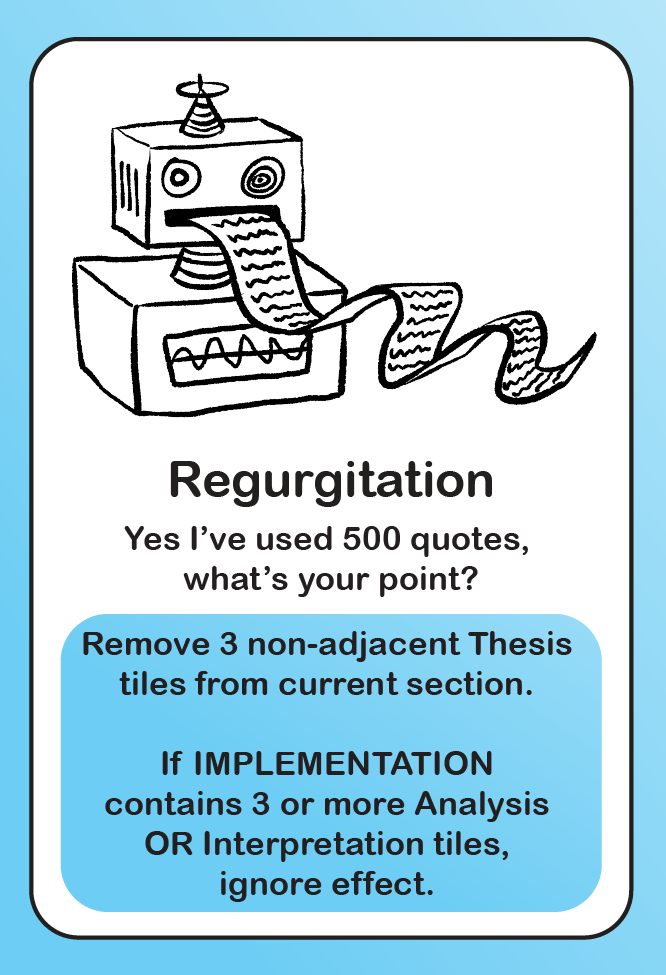 Regurgitation
Yes I’ve used 500 quotes,
what’s your point?
Remove 3 non-adjacent Thesis
tiles from current section.
If IMPLEMENTATION
contains 3 or more Analysis
OR Interpretation tiles,
ignore effect.